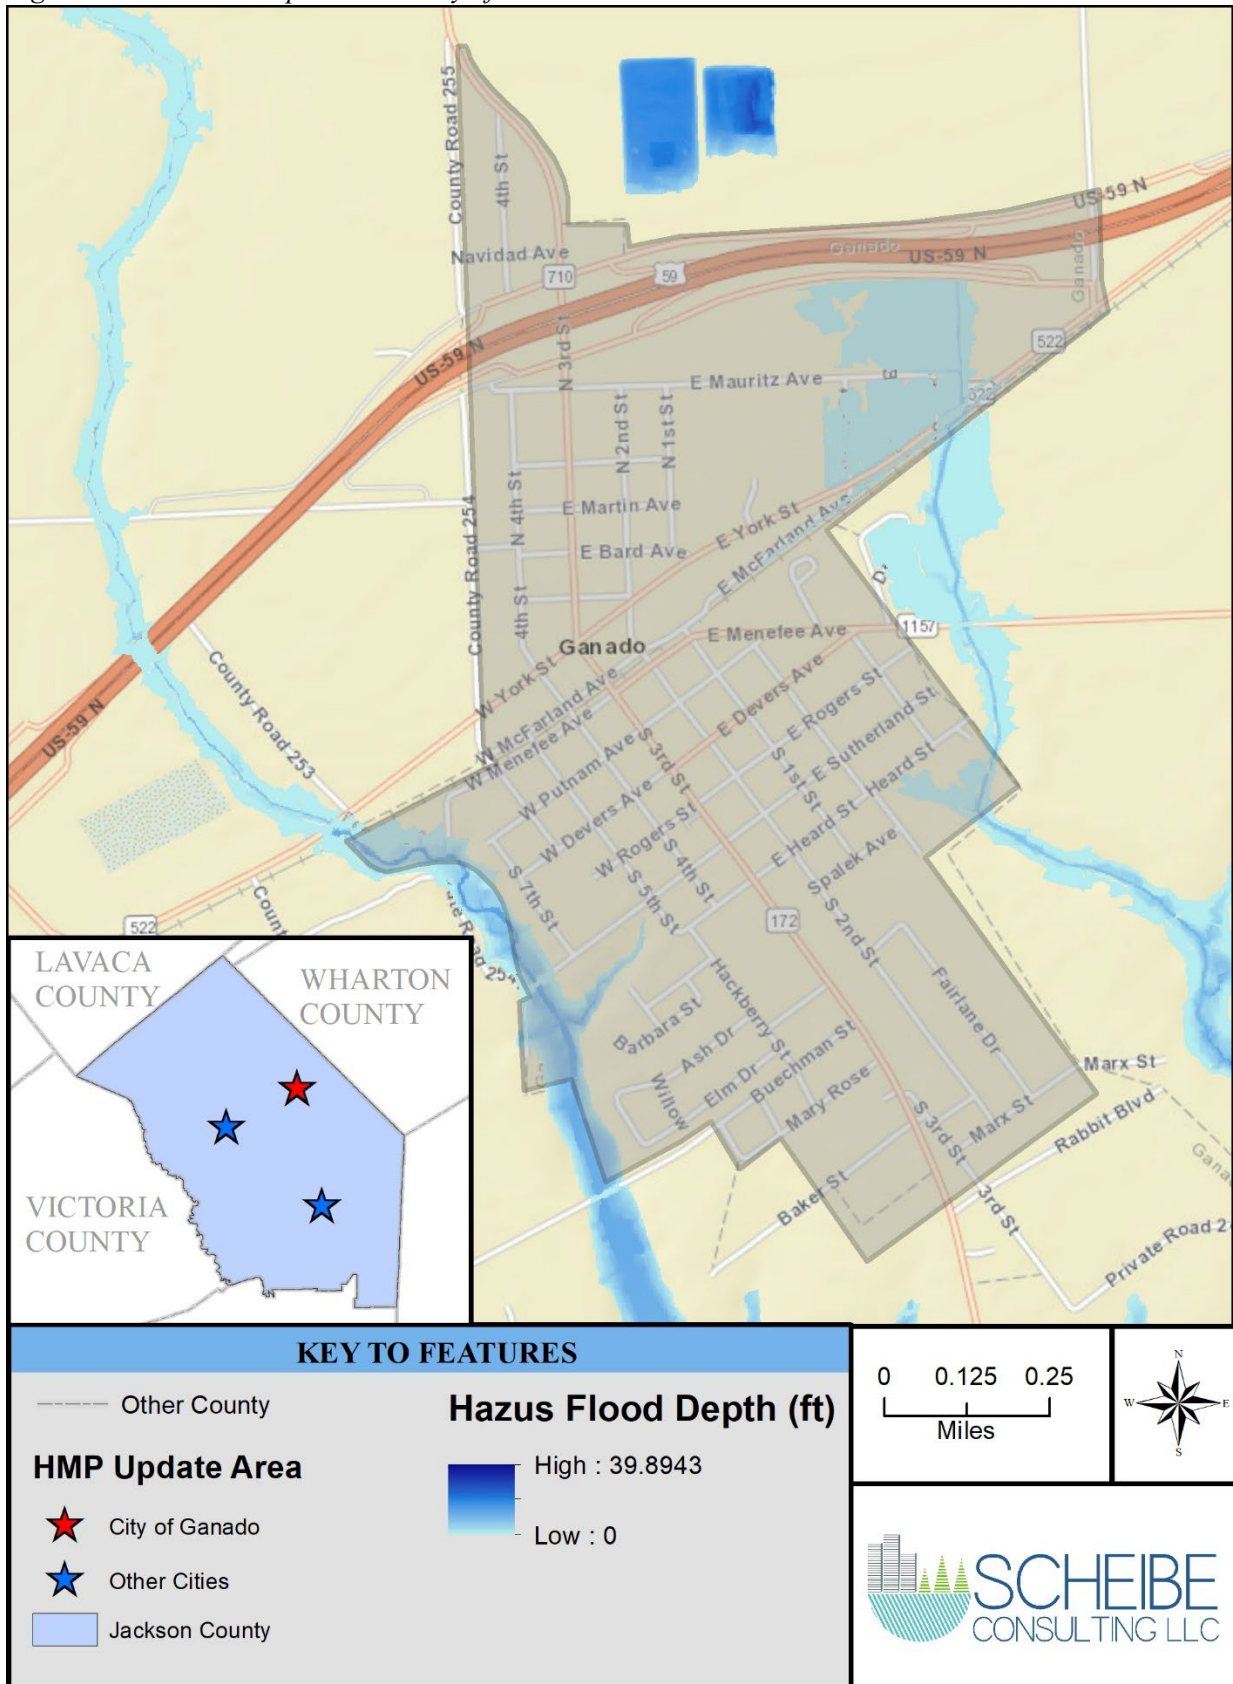 County Road 255
4th St
Navidad Ave
710
59
Ganado
US-59 N
US-59 N
Ganado
522
US-59 N
N 3rd St
E Mauritz Ave
522
N 2nd St
N 1st St
County Road 254
N 4th St
E Martin Ave
E York St
E McFarland Ave
E Bard Ave
4th St
Ganado
E Menefee Ave
1157
County Road 253
US-59 N
W York St
W McFarland Ave
W Menefee Ave
S 3rd St
E Devers Ave
E Rogers St
E Sutherland St
W Putnam Ave
S 1st St
Heard St
W Devers Ave
W Rogers St
E Heard St
Spalek Ave
S 7th St
S 5th St
S 4th St
172
S 2nd St
522
Hackberry St
Fairlane Dr
Barbara St
Ash Dr
Willow
Elm Dr
Buechman St
Mary Rose
Marx St
S 3rd St
Marx St
Rabbit Blvd
Baker St
3rd St
Private Road 2
LAVACA
COUNTY
WHARTON
COUNTY
VICTORIA
COUNTY
KEY TO FEATURES
Other County
HMP Update Area
City of Ganado
Other Cities
Jackson County
Hazus Flood Depth (ft)
High : 39.8943
Low : 0
0 0.125 0.25
Miles
N
W E
S
SCHEIBE
CONSULTING LLC